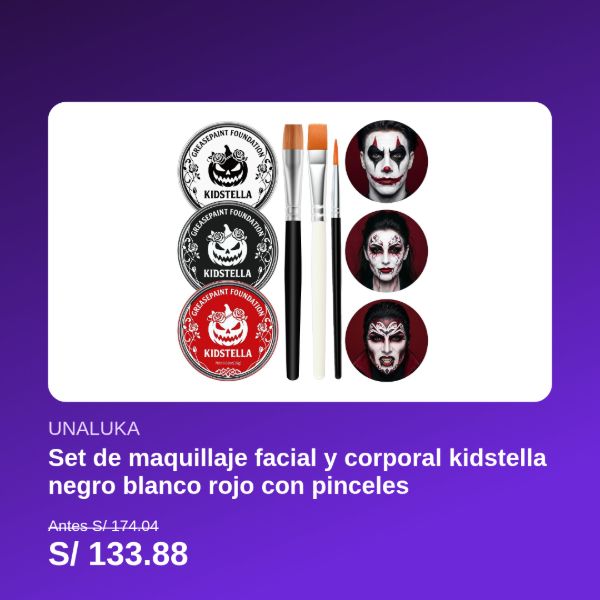 GREASEPAINT FOUNDATION
KIDSTELLA
GREASEPAINT FOUNDATION
KIDSTELLA
GREASEPAINT FOUNDATION
KIDSTELLA
UNALUKA
Set de maquillaje facial y corporal kidstella
negro blanco rojo con pinceles
Antes S/ 174.04
S/ 133.88